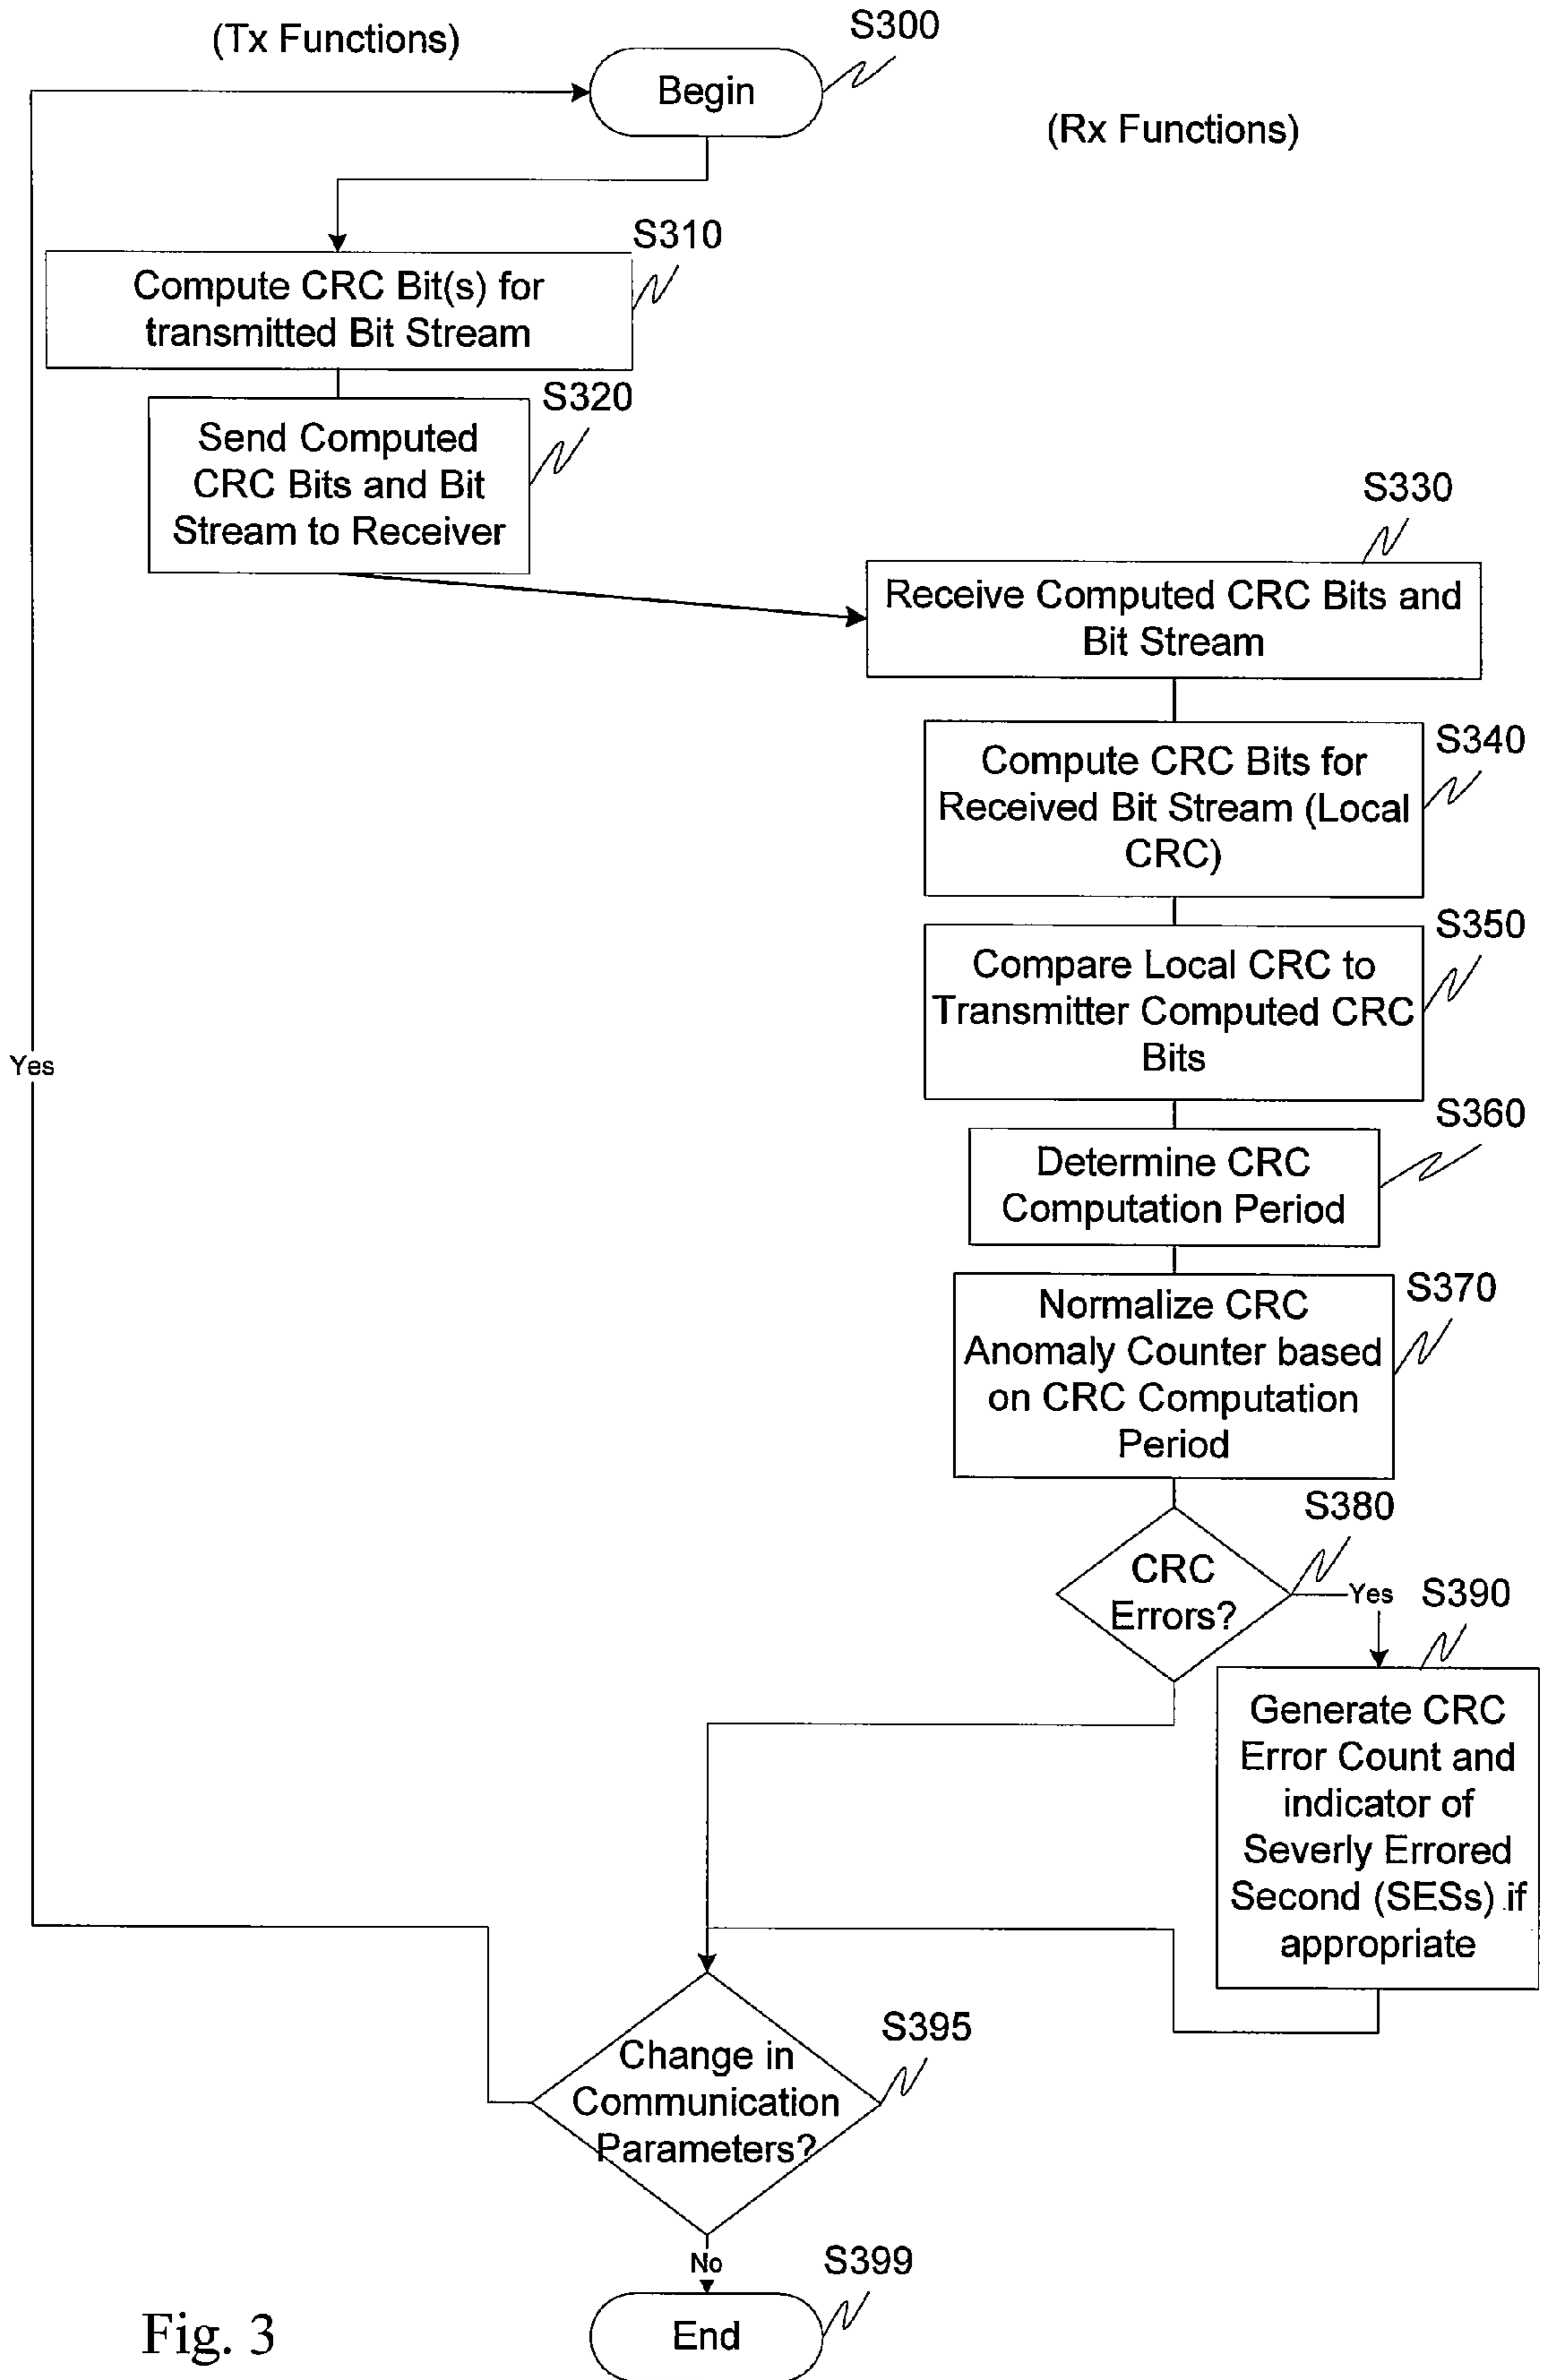 (Tx Functions)
S300
Begin
(Rx Functions)
S310
Compute CRC Bit(s) for
transmitted Bit Stream
S320
Send Computed
CRC Bits and Bit
Stream to Receiver
S330
Receive Computed CRC Bits and
Bit Stream
S340
Compute CRC Bits for
Received Bit Stream (Local
CRC)
S350
Compare Local CRC to
Transmitter Computed CRC
Bits
Yes
S360
Determine CRC
Computation Period
S370
Normalize CRC
Anomaly Counter based
on CRC Computation
Period
S380
CRC
Errors?
Yes
S390
Generate CRC
Error Count and
indicator of
Severly Errored
Second (SESs) if
appropriate
S395
Change in
Communication
Parameters?
No
S399
End
Fig. 3